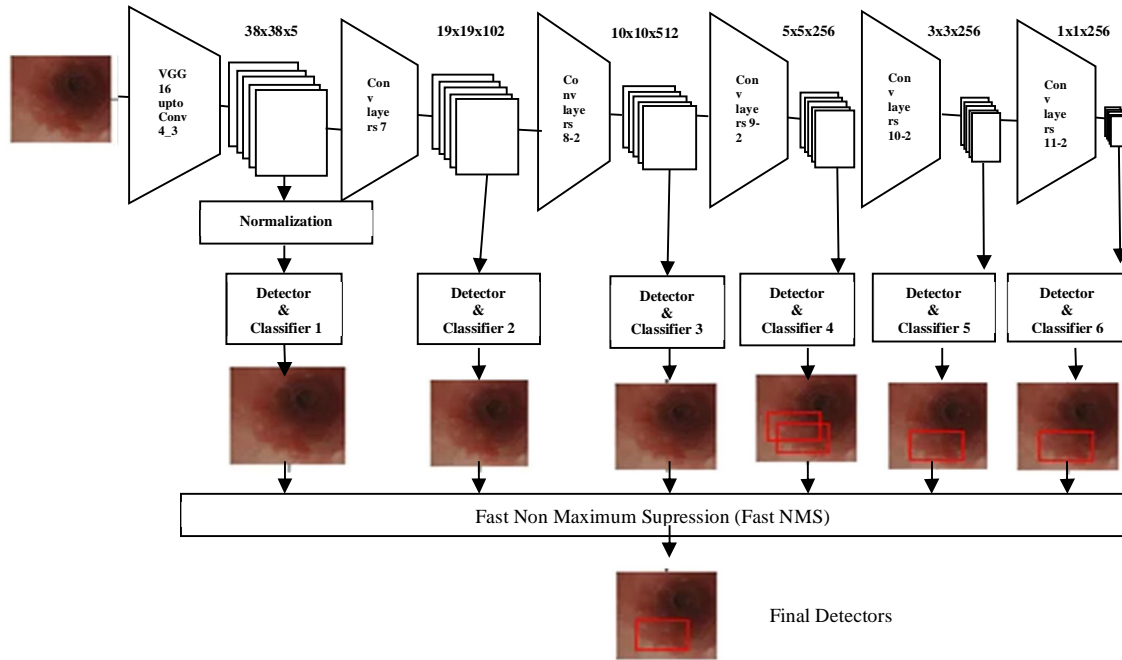 38x38x5
19x19x102
10x10x512
5x5x256
3x3x256
1x1x256
VGG
16
upto
Conv
4_3
Con
v
laye
rs 7
Co
nv
laye
rs
8-2
Con
v
laye
rs 9-
2
Con
v
laye
rs
10-2
Con
v
laye
rs
11-2
Normalization
Detector
&
Classifier 1
Detector
&
Classifier 2
Detector
&
Classifier 3
Detector
&
Classifier 4
Detector
&
Classifier 5
Detector
&
Classifier 6
Fast Non Maximum Supression (Fast NMS)
Final Detectors